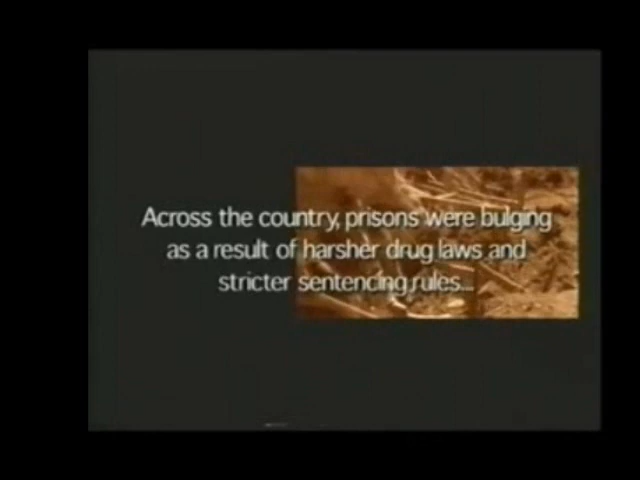 Across the country, prisons were bulging
as a result of harsher drug laws and
stricter sentencing rules...